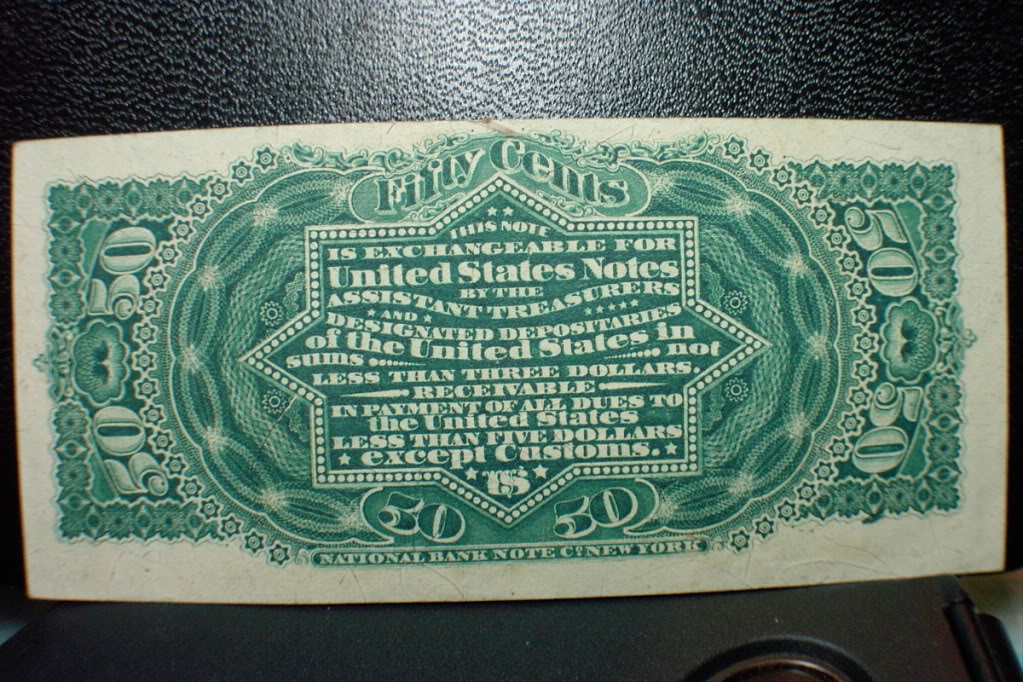 Fifty Cents
THIS NOTE
IS EXCHANGEABLE FOR
United States Notes
BY THE
ASSISTANT TREASURERS
AND
DESIGNATED DEPOSITARIES
of the United States in
sums not
LESS THAN THREE DOLLARS.
RECEIVABLE
IN PAYMENT OF ALL DUES TO
the United States
LESS THAN FIVE DOLLARS
except Customs.
US
50 50
50 50
50 50
NATIONAL BANK NOTE Co. NEW YORK